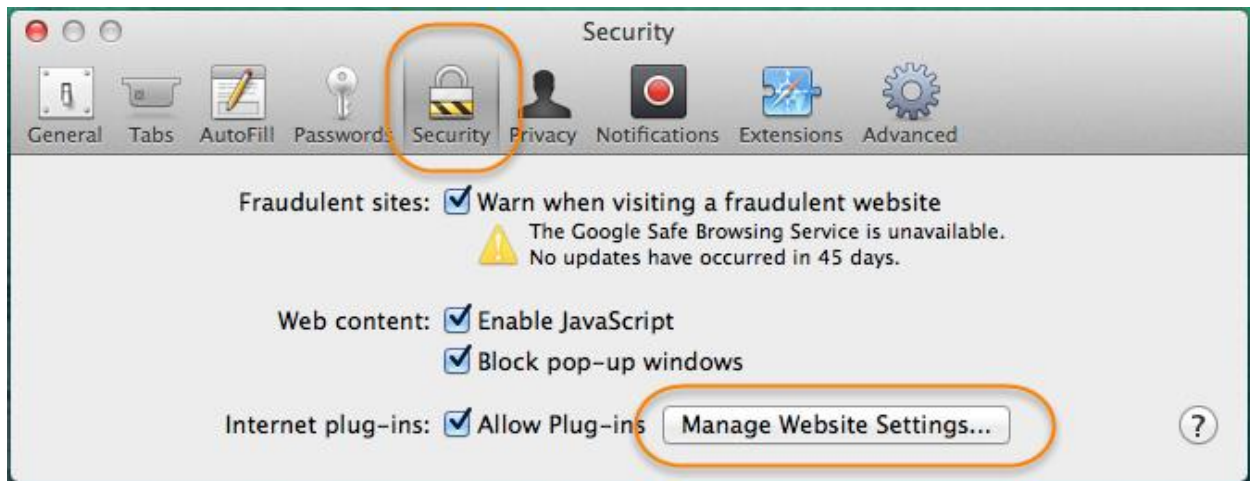 Security
General Tabs AutoFill Passwords Security Privacy Notifications Extensions Advanced
Fraudulent sites: Warn when visiting a fraudulent website
The Google Safe Browsing Service is unavailable.
No updates have occurred in 45 days.
Web content: Enable JavaScript
Block pop-up windows
Internet plug-ins: Allow Plug-ins Manage Website Settings... ?